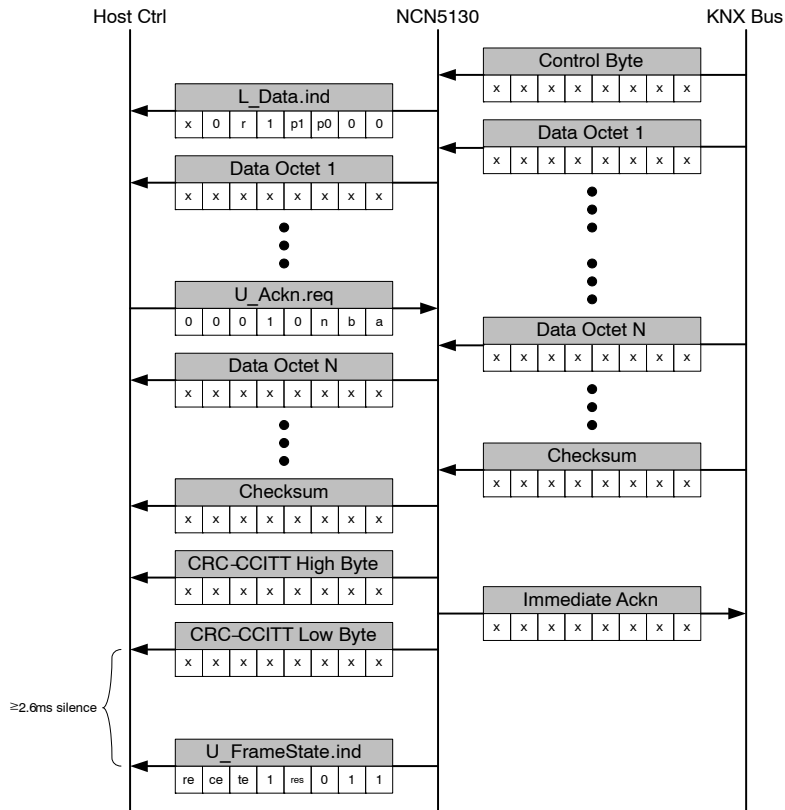 Host Ctrl NCN5130 KNX Bus
Control Byte
x x x x x x x x
L_Data.ind
x 0 r 1 p1 p0 0 0
Data Octet 1
x x x x x x x x
Data Octet 1
x x x x x x x x
U_Ackn.req
0 0 0 1 0 n b a
Data Octet N
x x x x x x x x
Data Octet N
x x x x x x x x
Checksum
x x x x x x x x
Checksum
x x x x x x x x
CRC-CCITT High Byte
x x x x x x x x
Immediate Ackn
x x x x x x x x
CRC-CCITT Low Byte
x x x x x x x x
≥2.6ms silence
U_FrameState.ind
re ce te 1 res 0 1 1